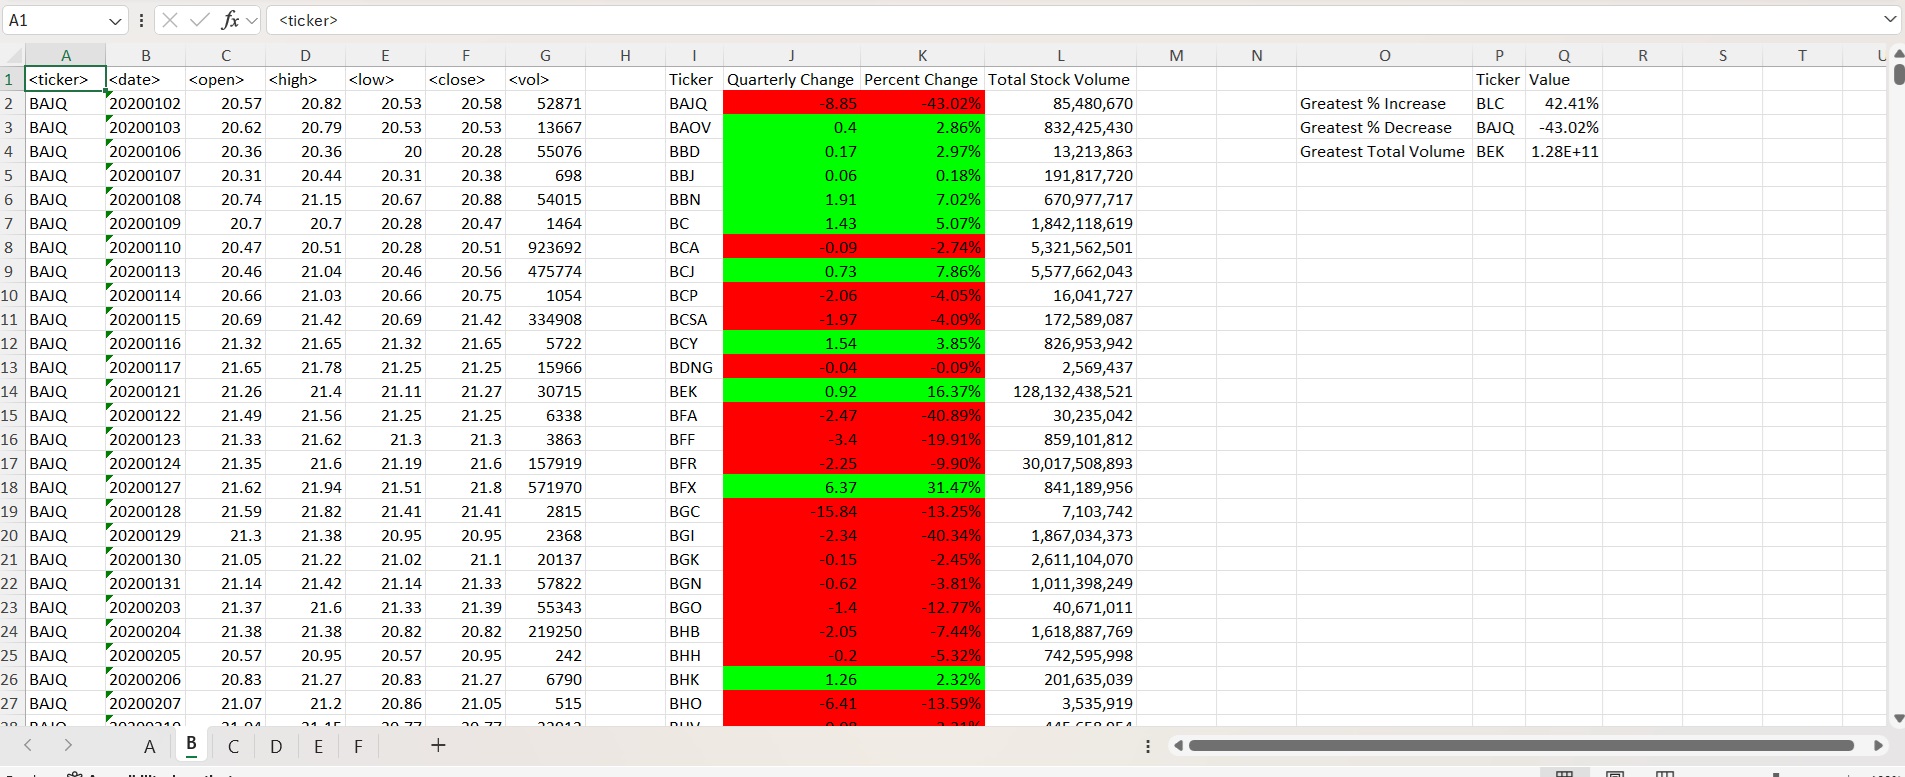 A1 fx <ticker>
A B C D E F G H I J K L M N O P Q R S T U
1 <ticker> <date> <open> <high> <low> <close> <vol> Ticker Quarterly Change Percent Change Total Stock Volume Ticker Value
2 BAJQ 20200102 20.57 20.82 20.53 20.58 52871 BAJQ -8.85 -43.02% 85,480,670 Greatest % Increase BLC 42.41%
3 BAJQ 20200103 20.62 20.79 20.53 20.53 13667 BAOV 0.4 2.86% 832,425,430 Greatest % Decrease BAJQ -43.02%
4 BAJQ 20200106 20.36 20.36 20 20.28 55076 BBD 0.17 2.97% 13,213,863 Greatest Total Volume BEK 1.28E+11
5 BAJQ 20200107 20.31 20.44 20.31 20.38 698 BBJ 0.06 0.18% 191,817,720
6 BAJQ 20200108 20.74 21.15 20.67 20.88 54015 BBN 1.91 7.02% 670,977,717
7 BAJQ 20200109 20.7 20.7 20.28 20.47 1464 BC 1.43 5.07% 1,842,118,619
8 BAJQ 20200110 20.47 20.51 20.28 20.51 923692 BCA -0.09 -2.74% 5,321,562,501
9 BAJQ 20200113 20.46 21.04 20.46 20.56 475774 BCJ 0.73 7.86% 5,577,662,043
10 BAJQ 20200114 20.66 21.03 20.66 20.75 1054 BCP -2.06 -4.05% 16,041,727
11 BAJQ 20200115 20.69 21.42 20.69 21.42 334908 BCSA -1.97 -4.09% 172,589,087
12 BAJQ 20200116 21.32 21.65 21.32 21.65 5722 BCY 1.54 3.85% 826,953,942
13 BAJQ 20200117 21.65 21.78 21.25 21.25 15966 BDNG -0.04 -0.09% 2,569,437
14 BAJQ 20200121 21.26 21.4 21.11 21.27 30715 BEK 0.92 16.37% 128,132,438,521
15 BAJQ 20200122 21.49 21.56 21.25 21.25 6338 BFA -2.47 -40.89% 30,235,042
16 BAJQ 20200123 21.33 21.62 21.3 21.3 3863 BFF -3.4 -19.91% 859,101,812
17 BAJQ 20200124 21.35 21.6 21.19 21.6 157919 BFR -2.25 -9.90% 30,017,508,893
18 BAJQ 20200127 21.62 21.94 21.51 21.8 571970 BFX 6.37 31.47% 841,189,956
19 BAJQ 20200128 21.59 21.82 21.41 21.41 2815 BGC -15.84 -13.25% 7,103,742
20 BAJQ 20200129 21.3 21.38 20.95 20.95 2368 BGI -2.34 -40.34% 1,867,034,373
21 BAJQ 20200130 21.05 21.22 21.02 21.1 20137 BGK -0.15 -2.45% 2,611,104,070
22 BAJQ 20200131 21.14 21.42 21.14 21.33 57822 BGN -0.62 -3.81% 1,011,398,249
23 BAJQ 20200203 21.37 21.6 21.33 21.39 55343 BGO -1.4 -12.77% 40,671,011
24 BAJQ 20200204 21.38 21.38 20.82 20.82 219250 BHB -2.05 -7.44% 1,618,887,769
25 BAJQ 20200205 20.57 20.95 20.57 20.95 242 BHH -0.2 -5.32% 742,595,998
26 BAJQ 20200206 20.83 21.27 20.83 21.27 6790 BHK 1.26 2.32% 201,635,039
27 BAJQ 20200207 21.07 21.2 20.86 21.05 515 BHO -6.41 -13.59% 3,535,919
A B C D E F